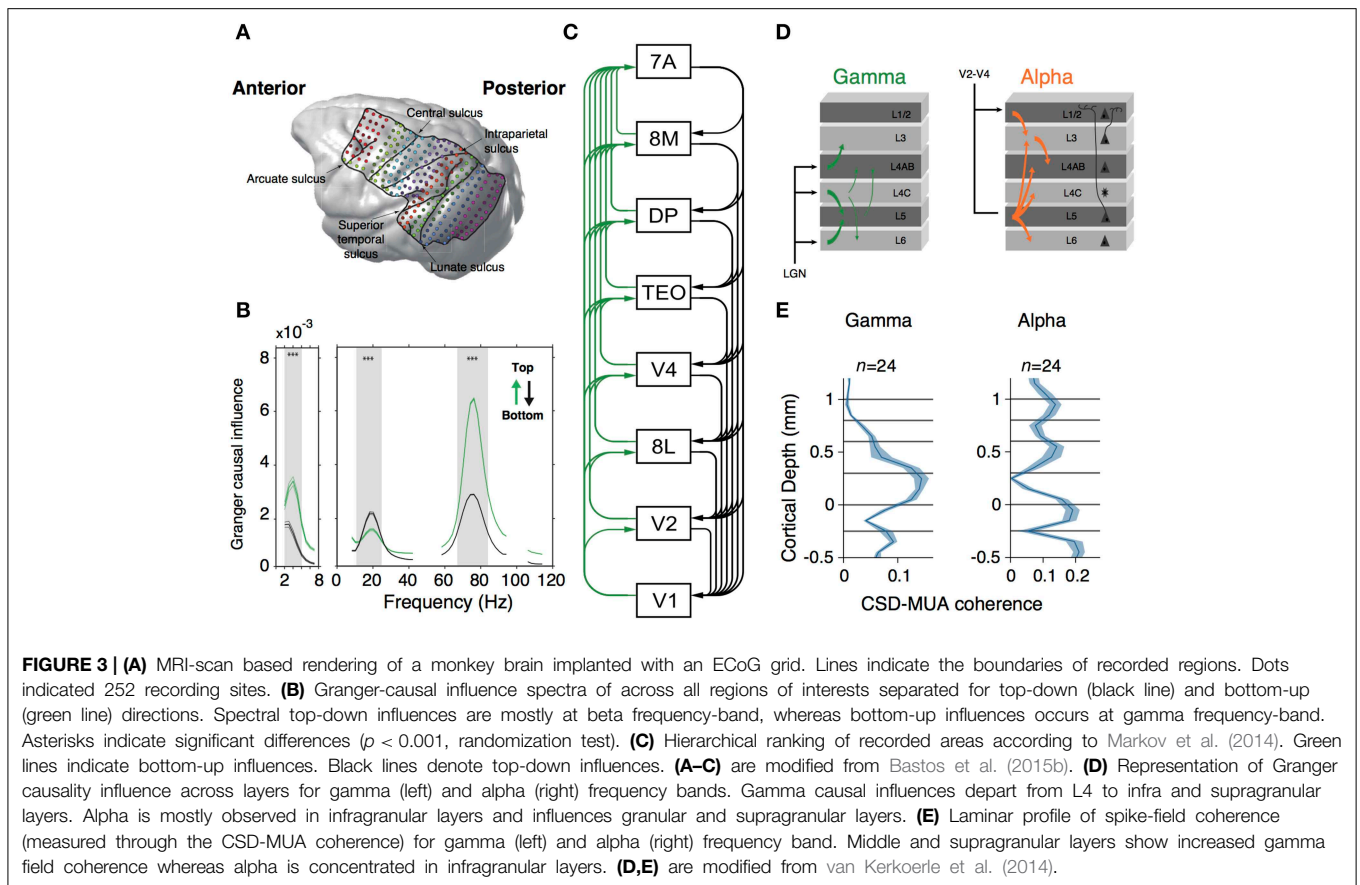 A
Anterior
Posterior
Central sulcus
Intraparietal
sulcus
Arcuate sulcus
Superior
temporal
sulcus
Lunate sulcus
B
×10⁻³
8
6
4
2
0
Granger causal influence
***
***
***
Top
Bottom
2 8
0 20 40 60 80 100 120
Frequency (Hz)
C
7A
8M
DP
TEO
V4
8L
V2
V1
D
Gamma
L1/2
L3
L4AB
L4C
L5
L6
LGN
V2-V4
Alpha
L1/2
L3
L4AB
L4C
L5
L6
E
Gamma
n=24
Alpha
n=24
Cortical Depth (mm)
1
0.5
0
-0.5
0 0.1
1
0.5
0
-0.5
0 0.1 0.2
CSD-MUA coherence
FIGURE 3 | (A) MRI-scan based rendering of a monkey brain implanted with an ECoG grid. Lines indicate the boundaries of recorded regions. Dots
indicated 252 recording sites. (B) Granger-causal influence spectra of across all regions of interests separated for top-down (black line) and bottom-up
(green line) directions. Spectral top-down influences are mostly at beta frequency-band, whereas bottom-up influences occurs at gamma frequency-band.
Asterisks indicate significant differences (p < 0.001, randomization test). (C) Hierarchical ranking of recorded areas according to Markov et al. (2014). Green
lines indicate bottom-up influences. Black lines denote top-down influences. (A–C) are modified from Bastos et al. (2015b). (D) Representation of Granger
causality influence across layers for gamma (left) and alpha (right) frequency bands. Gamma causal influences depart from L4 to infra and supragranular
layers. Alpha is mostly observed in infragranular layers and influences granular and supragranular layers. (E) Laminar profile of spike-field coherence
(measured through the CSD-MUA coherence) for gamma (left) and alpha (right) frequency band. Middle and supragranular layers show increased gamma
field coherence whereas alpha is concentrated in infragranular layers. (D,E) are modified from van Kerkoerle et al. (2014).